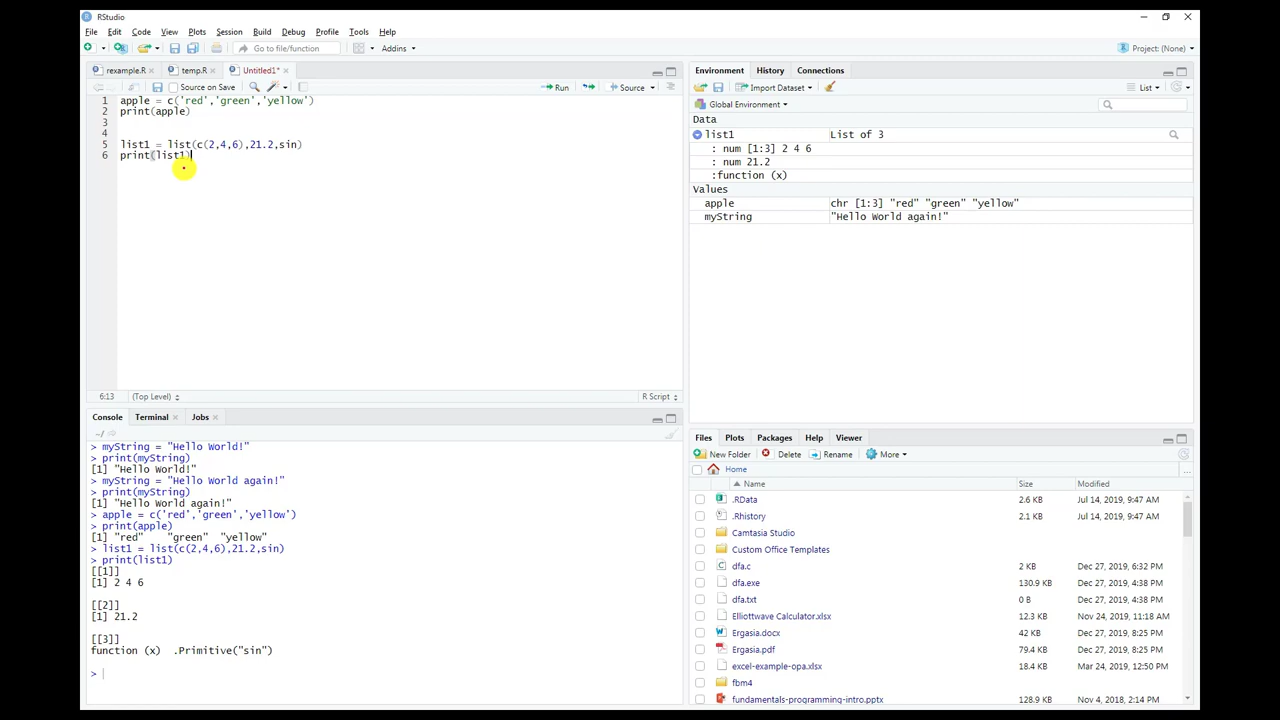 RStudio
File Edit Code View Plots Session Build Debug Profile Tools Help
Go to file/function Addins Project: (None)
rexample.R temp.R Untitled1*
Source on Save Run Source
1 apple = c('red','green','yellow')
2 print(apple)
3
4
5 list1 = list(c(2,4,6),21.2,sin)
6 print(list1)
6:13 (Top Level) R Script
Console Terminal Jobs
~/
> myString = "Hello World!"
> print(myString)
[1] "Hello World!"
> myString = "Hello World again!"
> print(myString)
[1] "Hello World again!"
> apple = c('red','green','yellow')
> print(apple)
[1] "red" "green" "yellow"
> list1 = list(c(2,4,6),21.2,sin)
> print(list1)
[[1]]
[1] 2 4 6
[[2]]
[1] 21.2
[[3]]
function (x) .Primitive("sin")
>
Environment History Connections
Import Dataset List
Global Environment
Data
list1 List of 3
: num [1:3] 2 4 6
: num 21.2
:function (x)
Values
apple chr [1:3] "red" "green" "yellow"
myString "Hello World again!"
Files Plots Packages Help Viewer
New Folder Delete Rename More
Home ...
Name Size Modified
.RData 2.6 KB Jul 14, 2019, 9:47 AM
.Rhistory 2.1 KB Jul 14, 2019, 9:47 AM
Camtasia Studio
Custom Office Templates
dfa.c 2 KB Dec 27, 2019, 6:32 PM
dfa.exe 130.9 KB Dec 27, 2019, 4:38 PM
dfa.txt 0 B Dec 27, 2019, 4:38 PM
Elliottwave Calculator.xlsx 12.3 KB Nov 24, 2019, 11:18 AM
Ergasia.docx 42 KB Dec 27, 2019, 8:25 PM
Ergasia.pdf 79.4 KB Dec 27, 2019, 8:25 PM
excel-example-opa.xlsx 18.4 KB Mar 24, 2019, 12:50 PM
fbm4
fundamentals-programming-intro.pptx 128.9 KB Nov 4, 2018, 2:14 PM